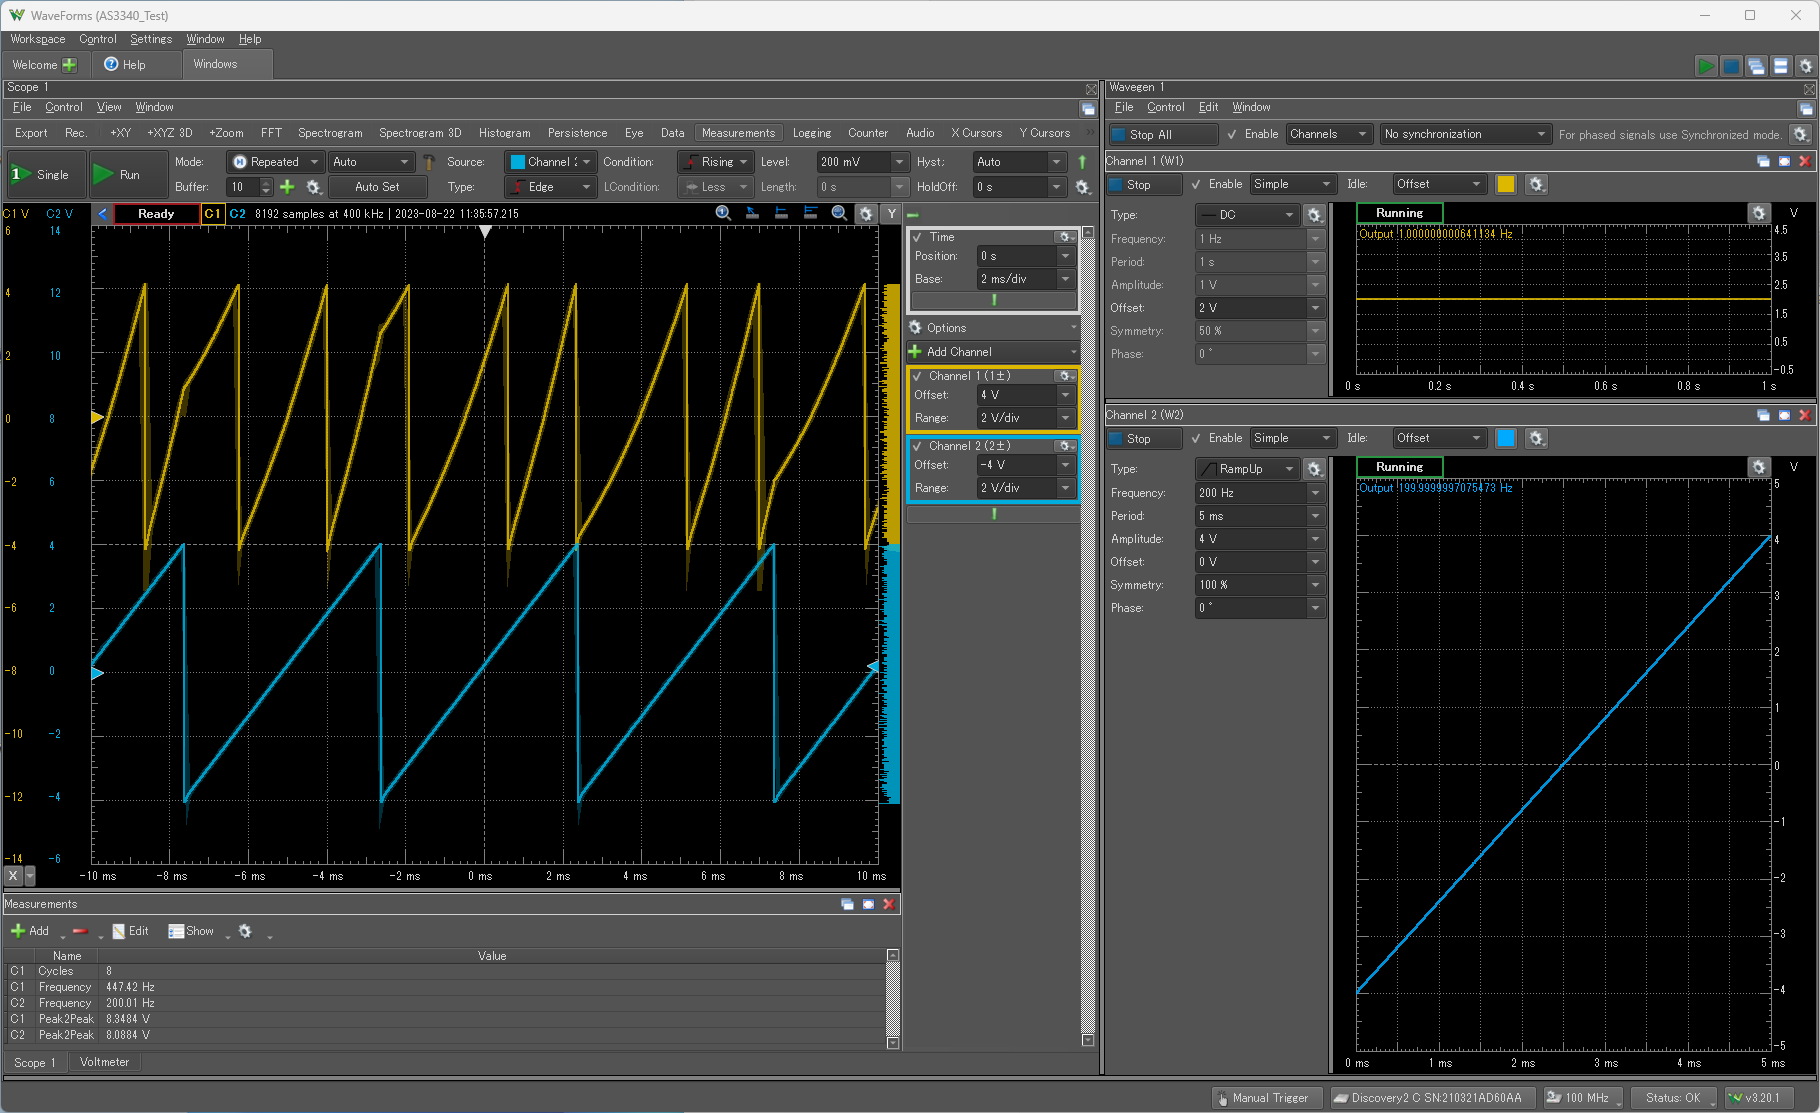 WaveForms (AS3340_Test)
Workspace Control Settings Window Help
Welcome Help Windows
Scope 1
File Control View Window
Export Rec. +XY +XYZ 3D +Zoom FFT Spectrogram Spectrogram 3D Histogram Persistence Eye Data Measurements Logging Counter Audio X Cursors Y Cursors
Single Run Mode: Repeated Auto Source: Channel 2 Condition: Rising Level: 200 mV Hyst.: Auto
Buffer: 10 Auto Set Type: Edge LCondition: Less Length: 0 s HoldOff: 0 s
C1 V C2 V Ready C1 C2 8192 samples at 400 kHz | 2023-08-22 11:35:57.215 Y
6 14
4 12
2 10
0 8
-2 6
-4 4
-6 2
-8 0
-10 -2
-12 -4
-14 -6
X -10 ms -8 ms -6 ms -4 ms -2 ms 0 ms 2 ms 4 ms 6 ms 8 ms 10 ms
Time
Position: 0 s
Base: 2 ms/div
Options
Add Channel
Channel 1 (1±)
Offset: 4 V
Range: 2 V/div
Channel 2 (2±)
Offset: -4 V
Range: 2 V/div
Measurements
Add Edit Show
Name Value
C1 Cycles 8
C1 Frequency 447.42 Hz
C2 Frequency 200.01 Hz
C1 Peak2Peak 8.3484 V
C2 Peak2Peak 8.0884 V
Scope 1 Voltmeter
Wavegen 1
File Control Edit Window
Stop All Enable Channels No synchronization For phased signals use Synchronized mode.
Channel 1 (W1)
Stop Enable Simple Idle: Offset
Type: DC
Frequency: 1 Hz
Period: 1 s
Amplitude: 1 V
Offset: 2 V
Symmetry: 50 %
Phase: 0 °
Running V
Output 1.000000000641134 Hz
4.5
3.5
2.5
1.5
0.5
-0.5
0 s 0.2 s 0.4 s 0.6 s 0.8 s 1 s
Channel 2 (W2)
Stop Enable Simple Idle: Offset
Type: RampUp
Frequency: 200 Hz
Period: 5 ms
Amplitude: 4 V
Offset: 0 V
Symmetry: 100 %
Phase: 0 °
Running V
Output 199.9999997075473 Hz
5
4
3
2
1
0
-1
-2
-3
-4
-5
0 ms 1 ms 2 ms 3 ms 4 ms 5 ms
Manual Trigger Discovery2 C SN:210321AD60AA 100 MHz Status: OK v3.20.1